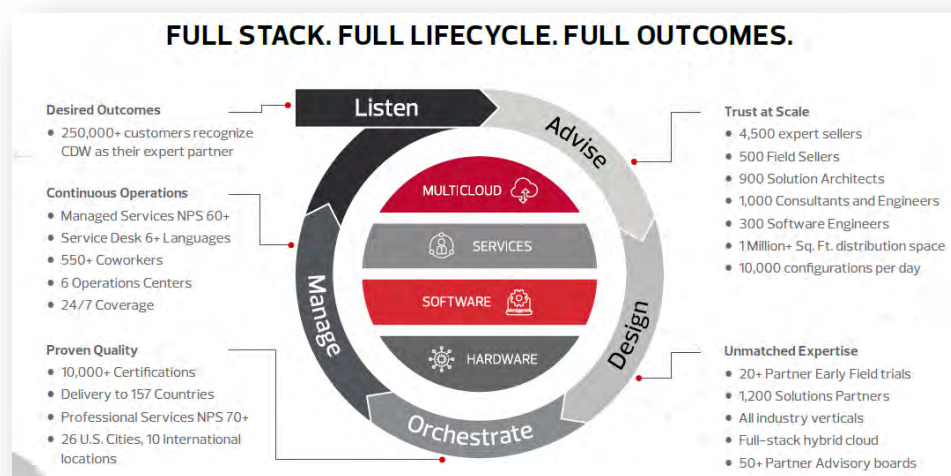 FULL STACK. FULL LIFECYCLE. FULL OUTCOMES.
Desired Outcomes
• 250,000+ customers recognize
CDW as their expert partner
Continuous Operations
• Managed Services NPS 60+
• Service Desk 6+ Languages
• 550+ Coworkers
• 6 Operations Centers
• 24/7 Coverage
Proven Quality
• 10,000+ Certifications
• Delivery to 157 Countries
• Professional Services NPS 70+
• 26 U.S. Cities, 10 International
locations
Listen
Advise
Design
Orchestrate
Manage
MULTICLOUD
SERVICES
SOFTWARE
HARDWARE
Trust at Scale
• 4,500 expert sellers
• 500 Field Sellers
• 900 Solution Architects
• 1,000 Consultants and Engineers
• 300 Software Engineers
• 1 Million+ Sq. Ft. distribution space
• 10,000 configurations per day
Unmatched Expertise
• 20+ Partner Early Field trials
• 1,200 Solutions Partners
• All industry verticals
• Full-stack hybrid cloud
• 50+ Partner Advisory boards